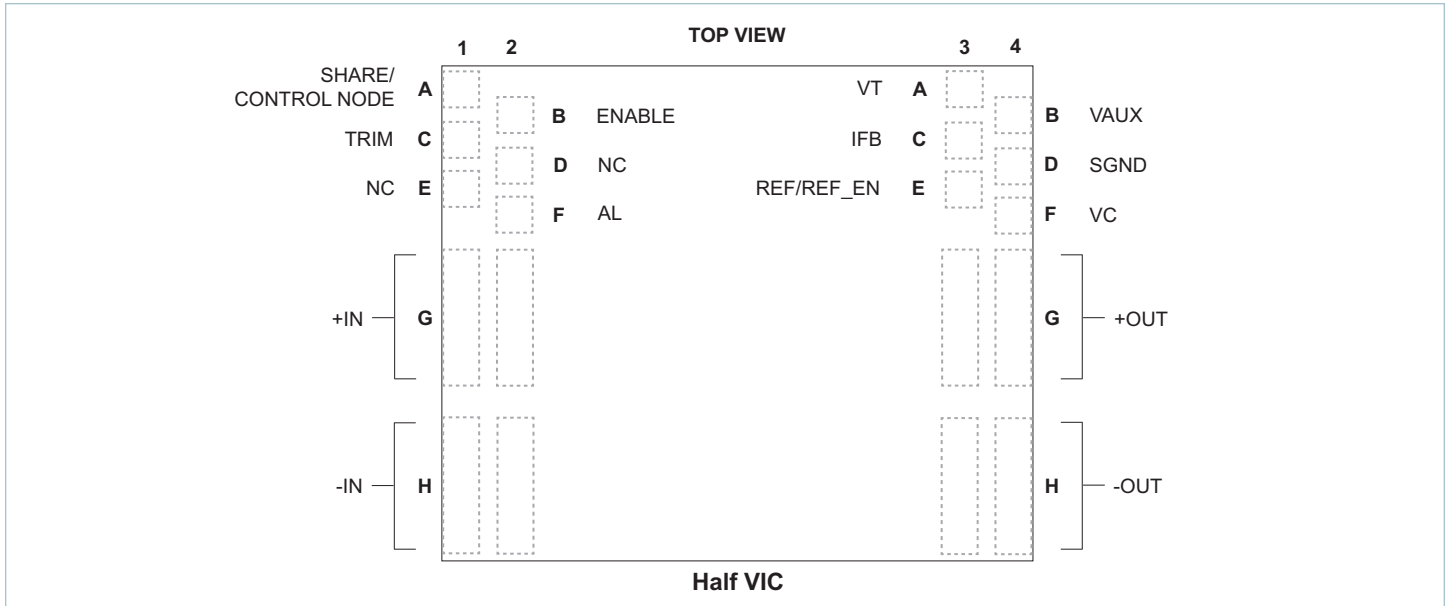 TOP VIEW
1 2 3 4
SHARE/
CONTROL NODE A
VT A
B ENABLE
B VAUX
TRIM C
IFB C
D NC
D SGND
NC E
REF/REF_EN E
F AL
F VC
+IN G
G +OUT
-IN H
H -OUT
Half VIC